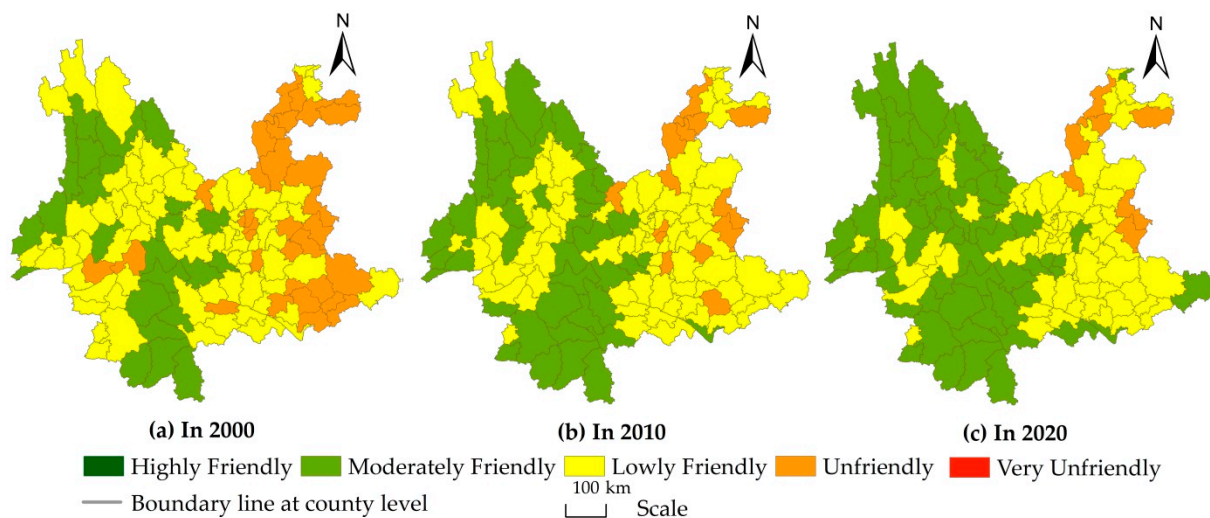 N N N
(a) In 2000 (b) In 2010 (c) In 2020
Highly Friendly Moderately Friendly Lowly Friendly Unfriendly Very Unfriendly
Boundary line at county level 100 km Scale